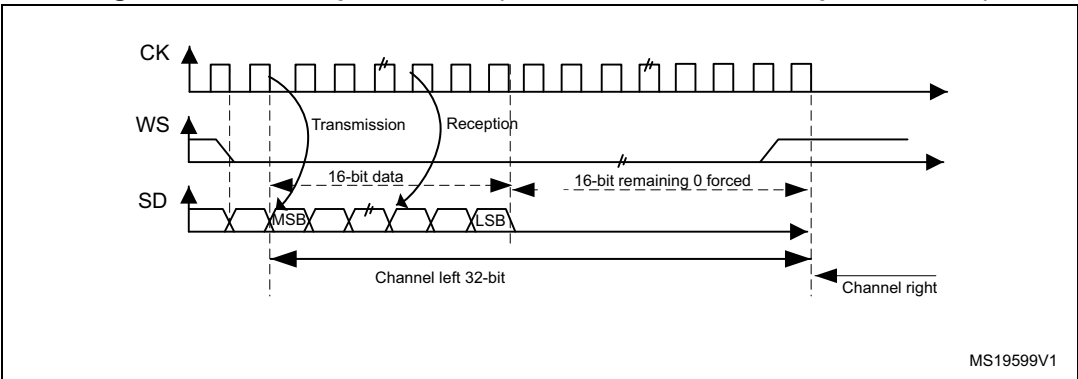 CK
Transmission
Reception
WS
16-bit data
16-bit remaining 0 forced
SD
MSB
LSB
Channel left 32-bit
Channel right
MS19599V1